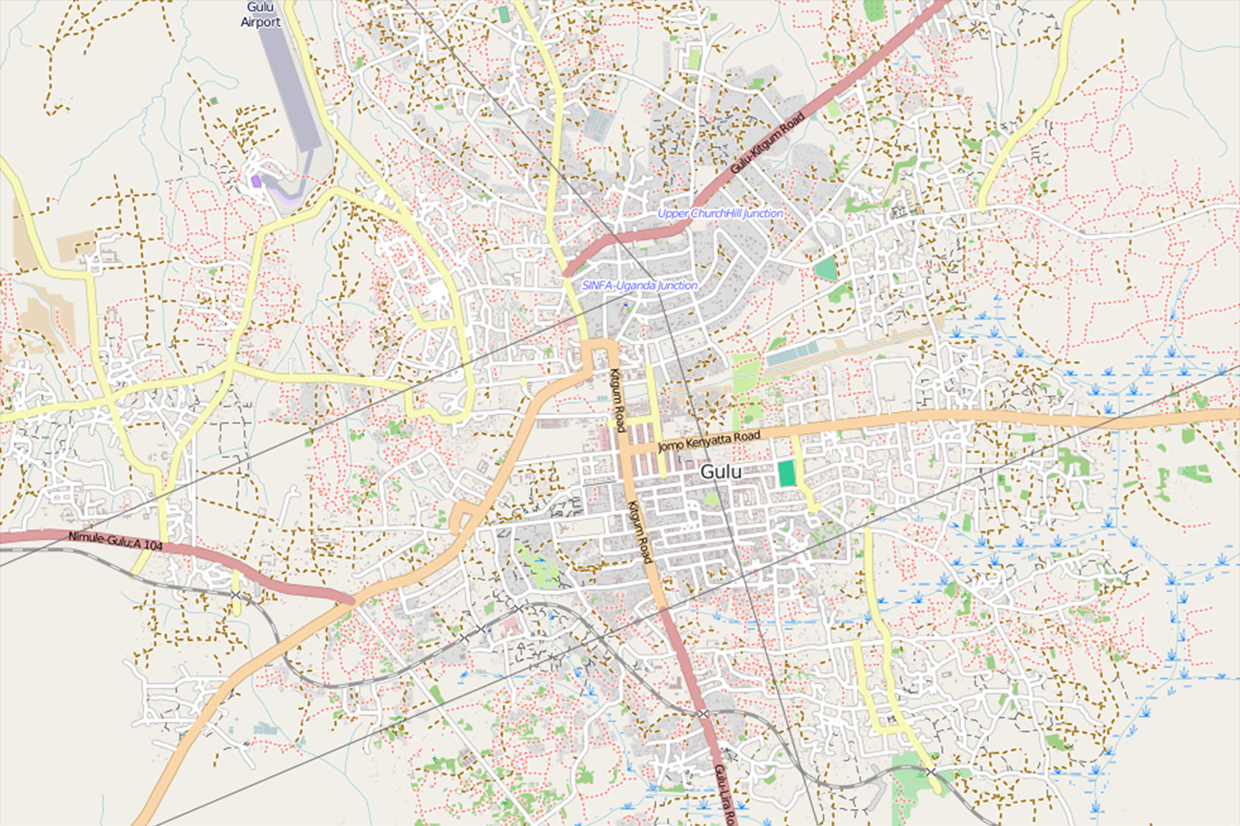 Gulu
Airport
Gulu-Kitgum Road
Upper ChurchHill Junction
SINFA-Uganda Junction
Kitgum Road
Jomo Kenyatta Road
Gulu
Kitgum Road
Nimule-Gulu;A 104
Gulu-Lira Ro